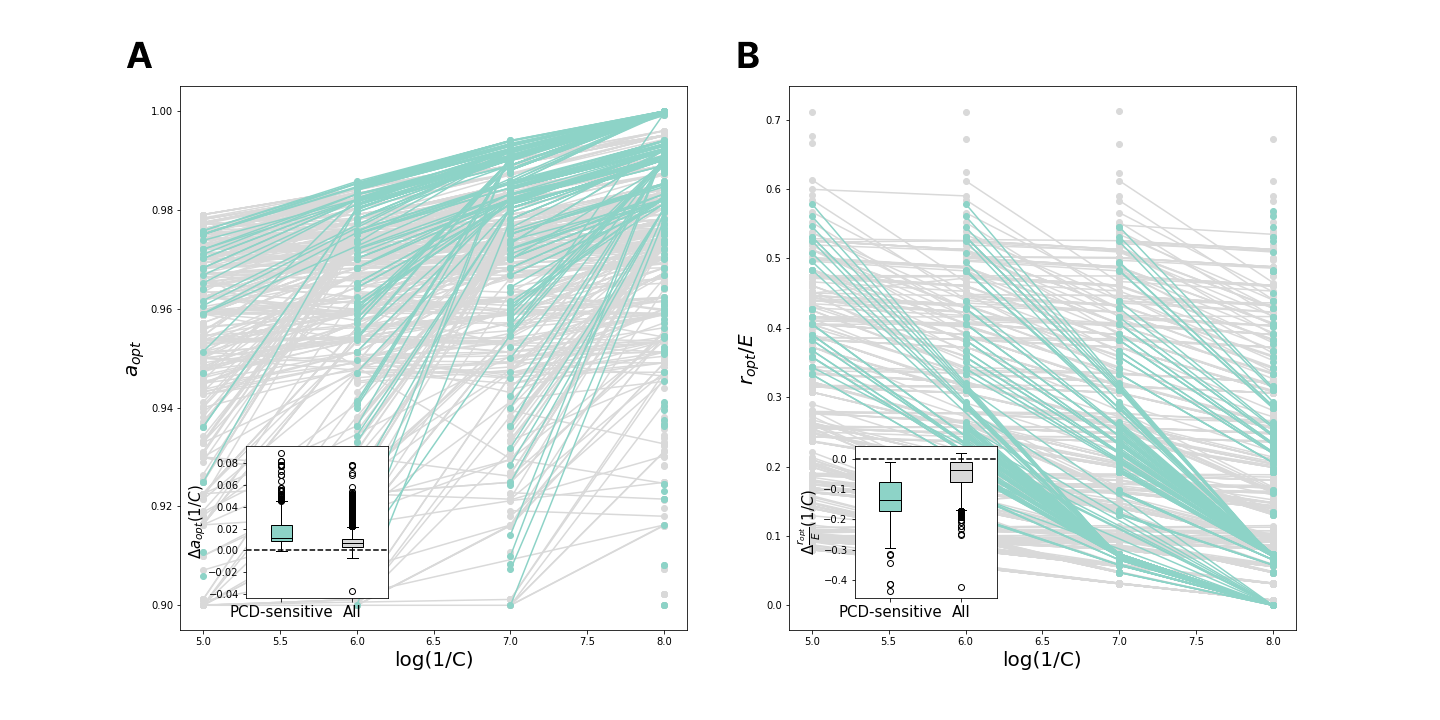 A
B
1.00
0.98
0.96
0.94
0.92
0.90
a_opt
0.08
0.06
0.04
0.02
0.00
−0.02
−0.04
Δa_opt(1/C)
PCD-sensitive All
5.0 5.5 6.0 6.5 7.0 7.5 8.0
log(1/C)
0.7
0.6
0.5
0.4
0.3
0.2
0.1
0.0
r_opt/E
0.0
−0.1
−0.2
−0.3
−0.4
Δ r_opt/E (1/C)
PCD-sensitive All
5.0 5.5 6.0 6.5 7.0 7.5 8.0
log(1/C)